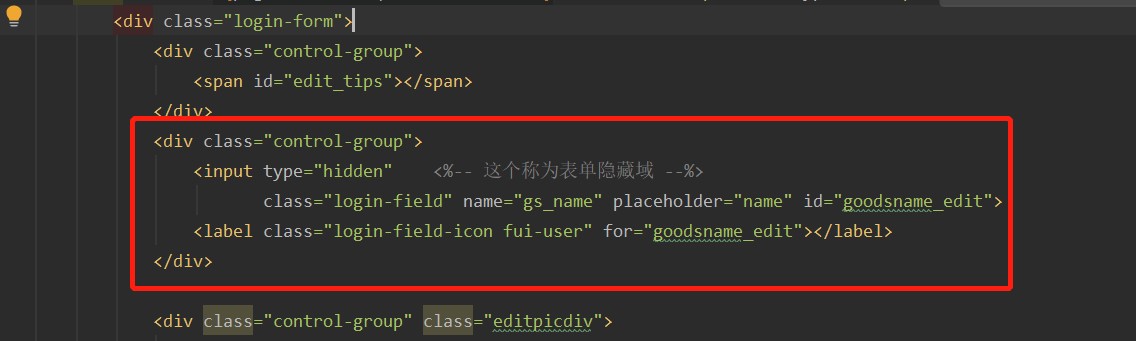 <div class="login-form">
<div class="control-group">
<span id="edit_tips"></span>
</div>
<div class="control-group">
<input type="hidden" <%-- 这个称为表单隐藏域 --%>
class="login-field" name="gs_name" placeholder="name" id="goodsname_edit">
<label class="login-field-icon fui-user" for="goodsname_edit"></label>
</div>
<div class="control-group" class="editpicdiv">